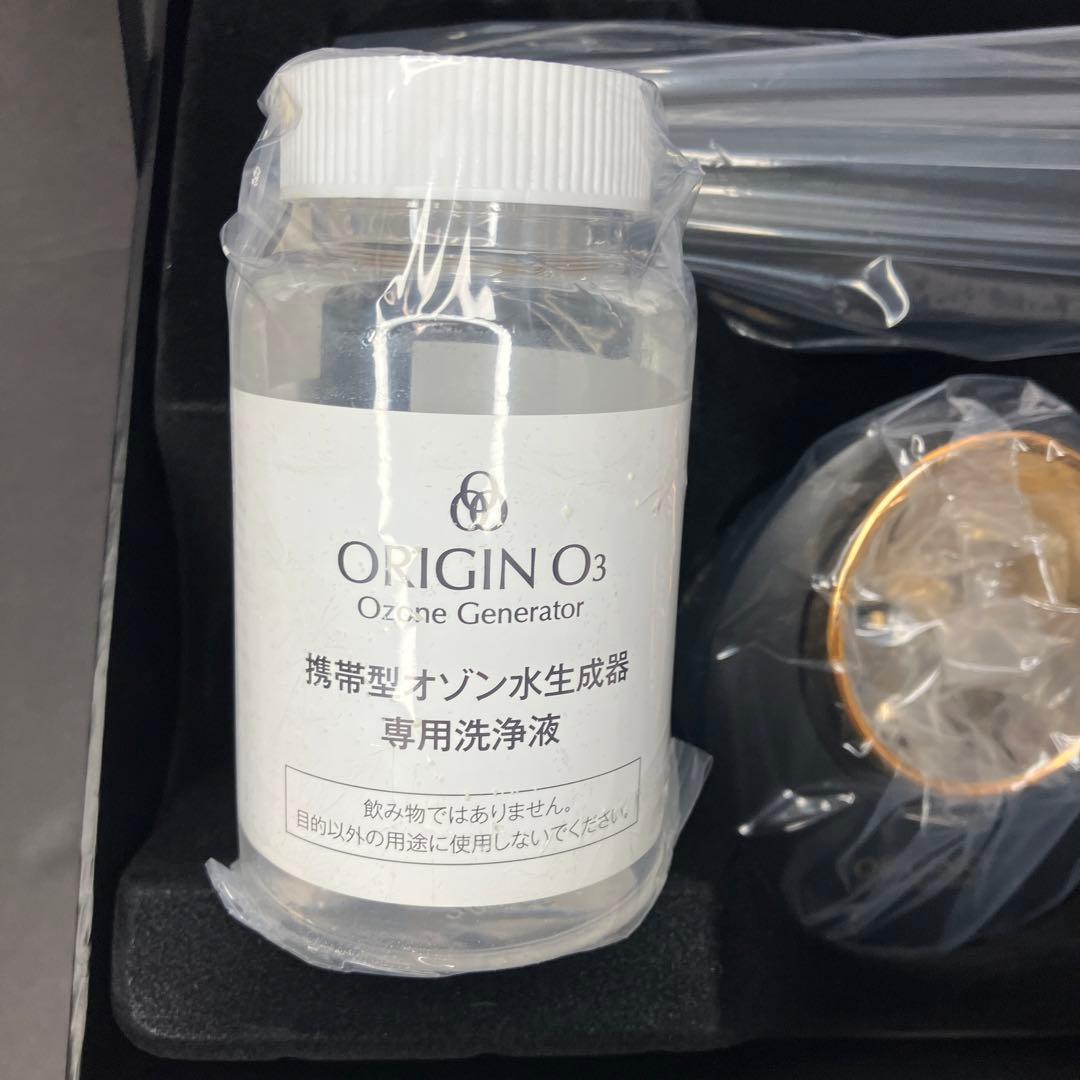 ORIGIN O3
Ozone Generator
携帯型オゾン水生成器
専用洗浄液
飲み物ではありません。
目的以外の用途に使用しないでください。